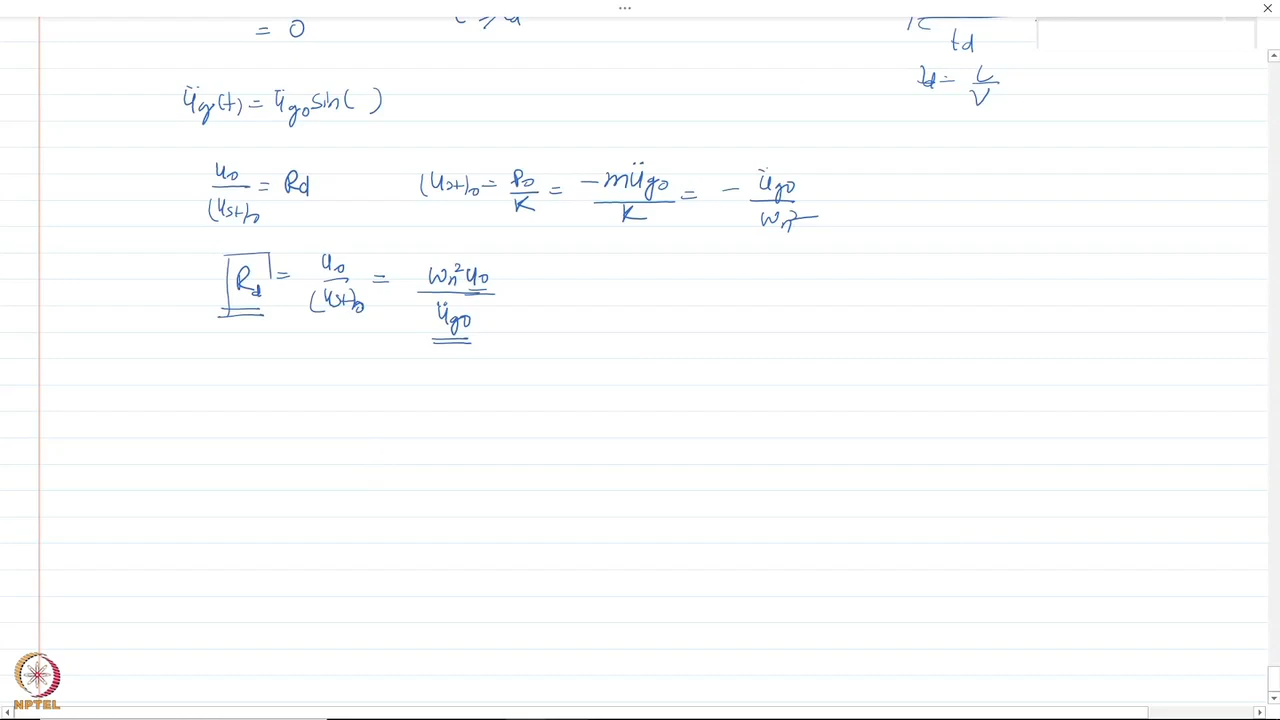 = 0
td
td = L/V
üg(t) = üg0 sin( )
u0/(ust)0 = Rd (ust)0 = P0/K = -müg0/K = - üg0/ωn²
Rd = u0/(ust)0 = ωn²u0/üg0
NPTEL